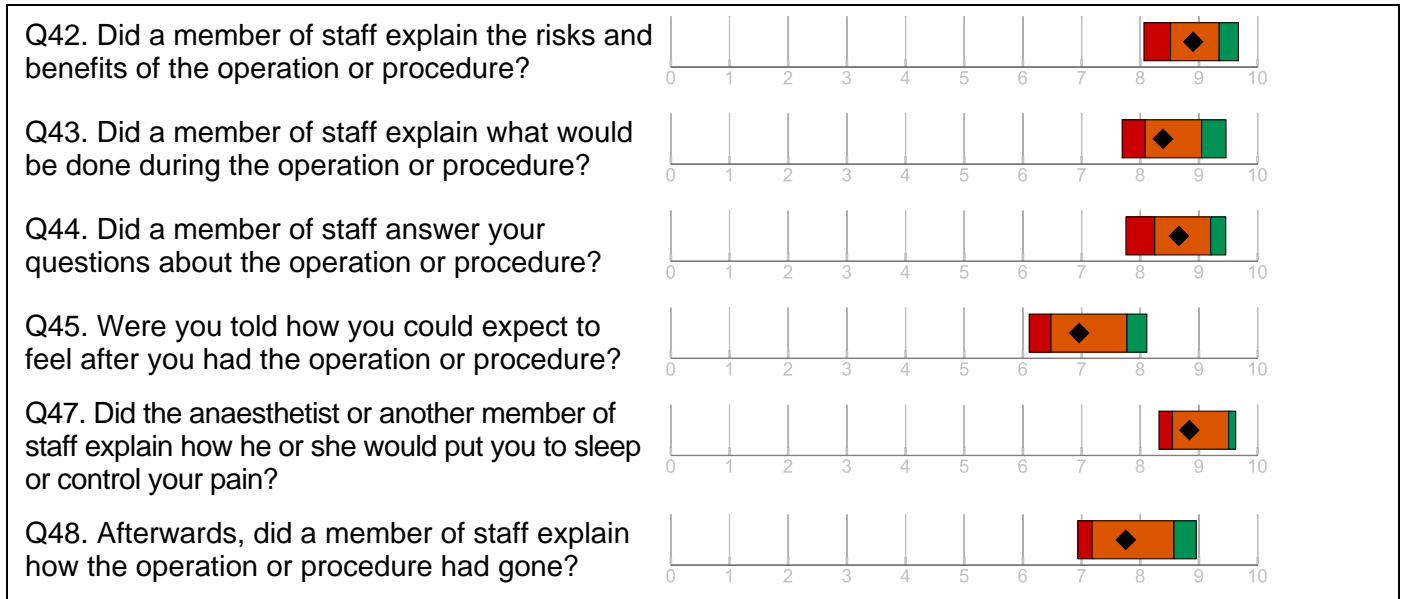 Q42. Did a member of staff explain the risks and
benefits of the operation or procedure?
0 1 2 3 4 5 6 7 8 9 10
Q43. Did a member of staff explain what would
be done during the operation or procedure?
0 1 2 3 4 5 6 7 8 9 10
Q44. Did a member of staff answer your
questions about the operation or procedure?
0 1 2 3 4 5 6 7 8 9 10
Q45. Were you told how you could expect to
feel after you had the operation or procedure?
0 1 2 3 4 5 6 7 8 9 10
Q47. Did the anaesthetist or another member of
staff explain how he or she would put you to sleep
or control your pain?
0 1 2 3 4 5 6 7 8 9 10
Q48. Afterwards, did a member of staff explain
how the operation or procedure had gone?
0 1 2 3 4 5 6 7 8 9 10